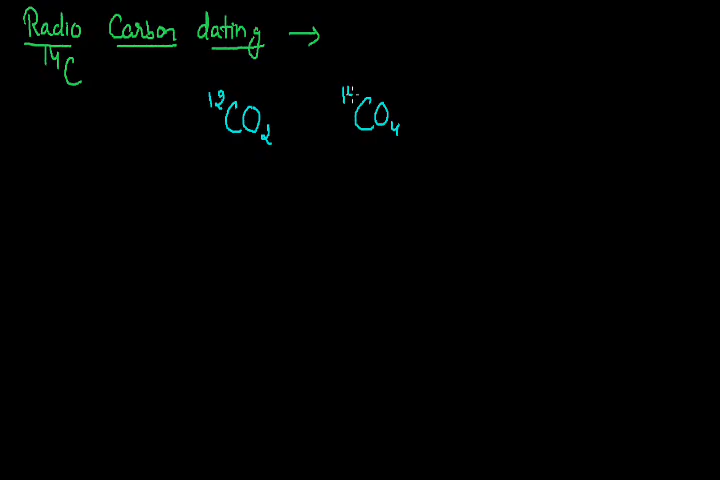 Radio Carbon dating →
¹⁴C
¹²CO₂ ¹⁴CO₄